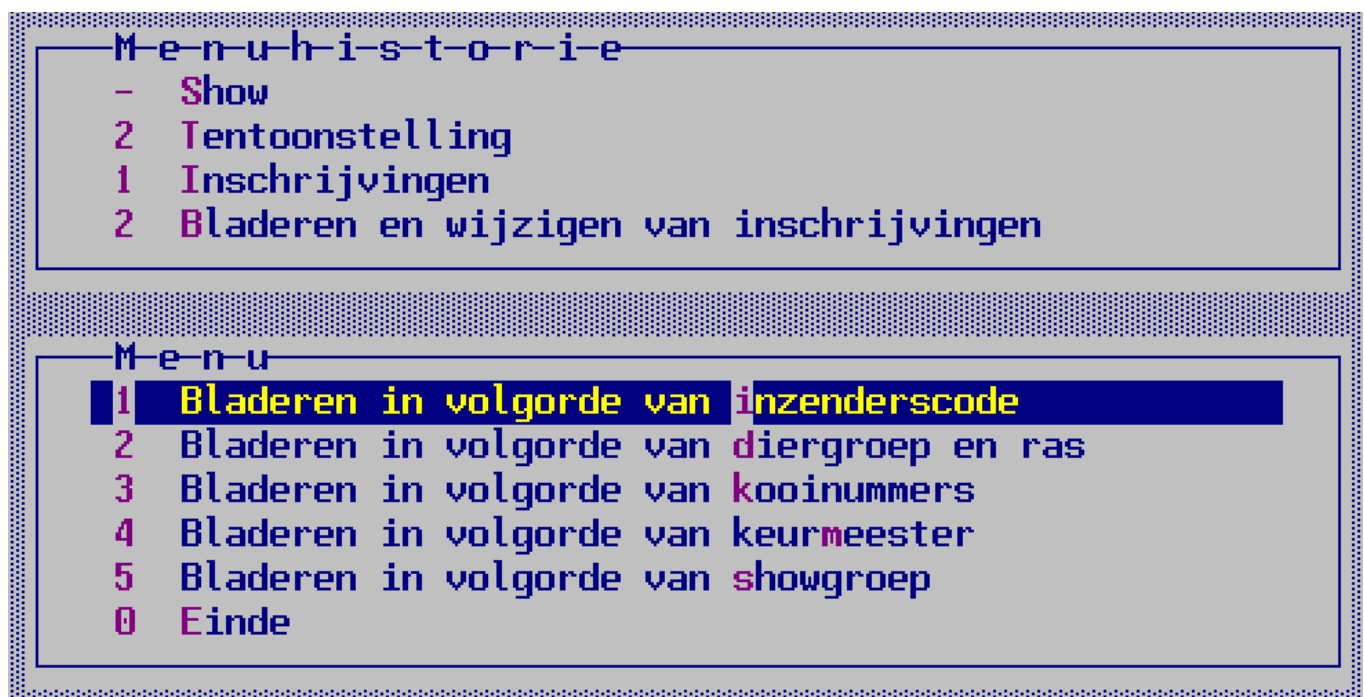 Menuhistorie
- Show
2 Tentoonstelling
1 Inschrijvingen
2 Bladeren en wijzigen van inschrijvingen
Menu
1 Bladeren in volgorde van inzenderscode
2 Bladeren in volgorde van diergroep en ras
3 Bladeren in volgorde van kooinummers
4 Bladeren in volgorde van keurmeester
5 Bladeren in volgorde van showgroep
0 Einde